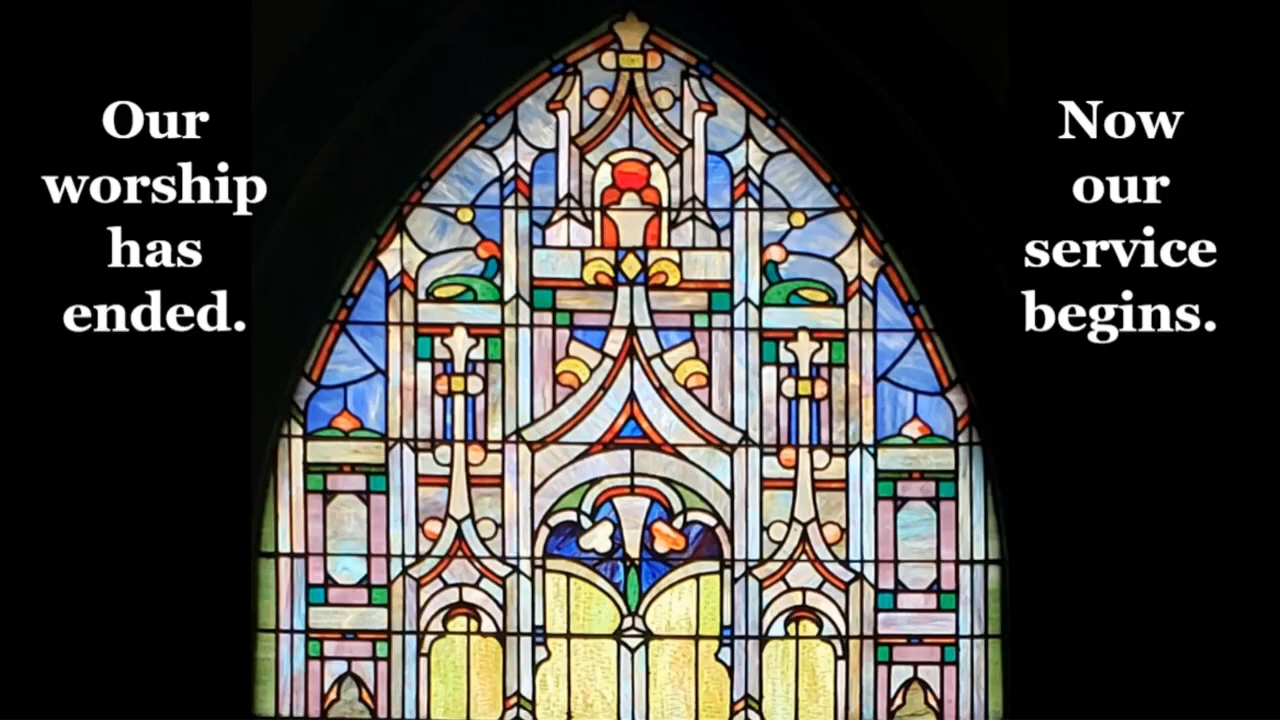 Our
worship
has
ended.
Now
our
service
begins.